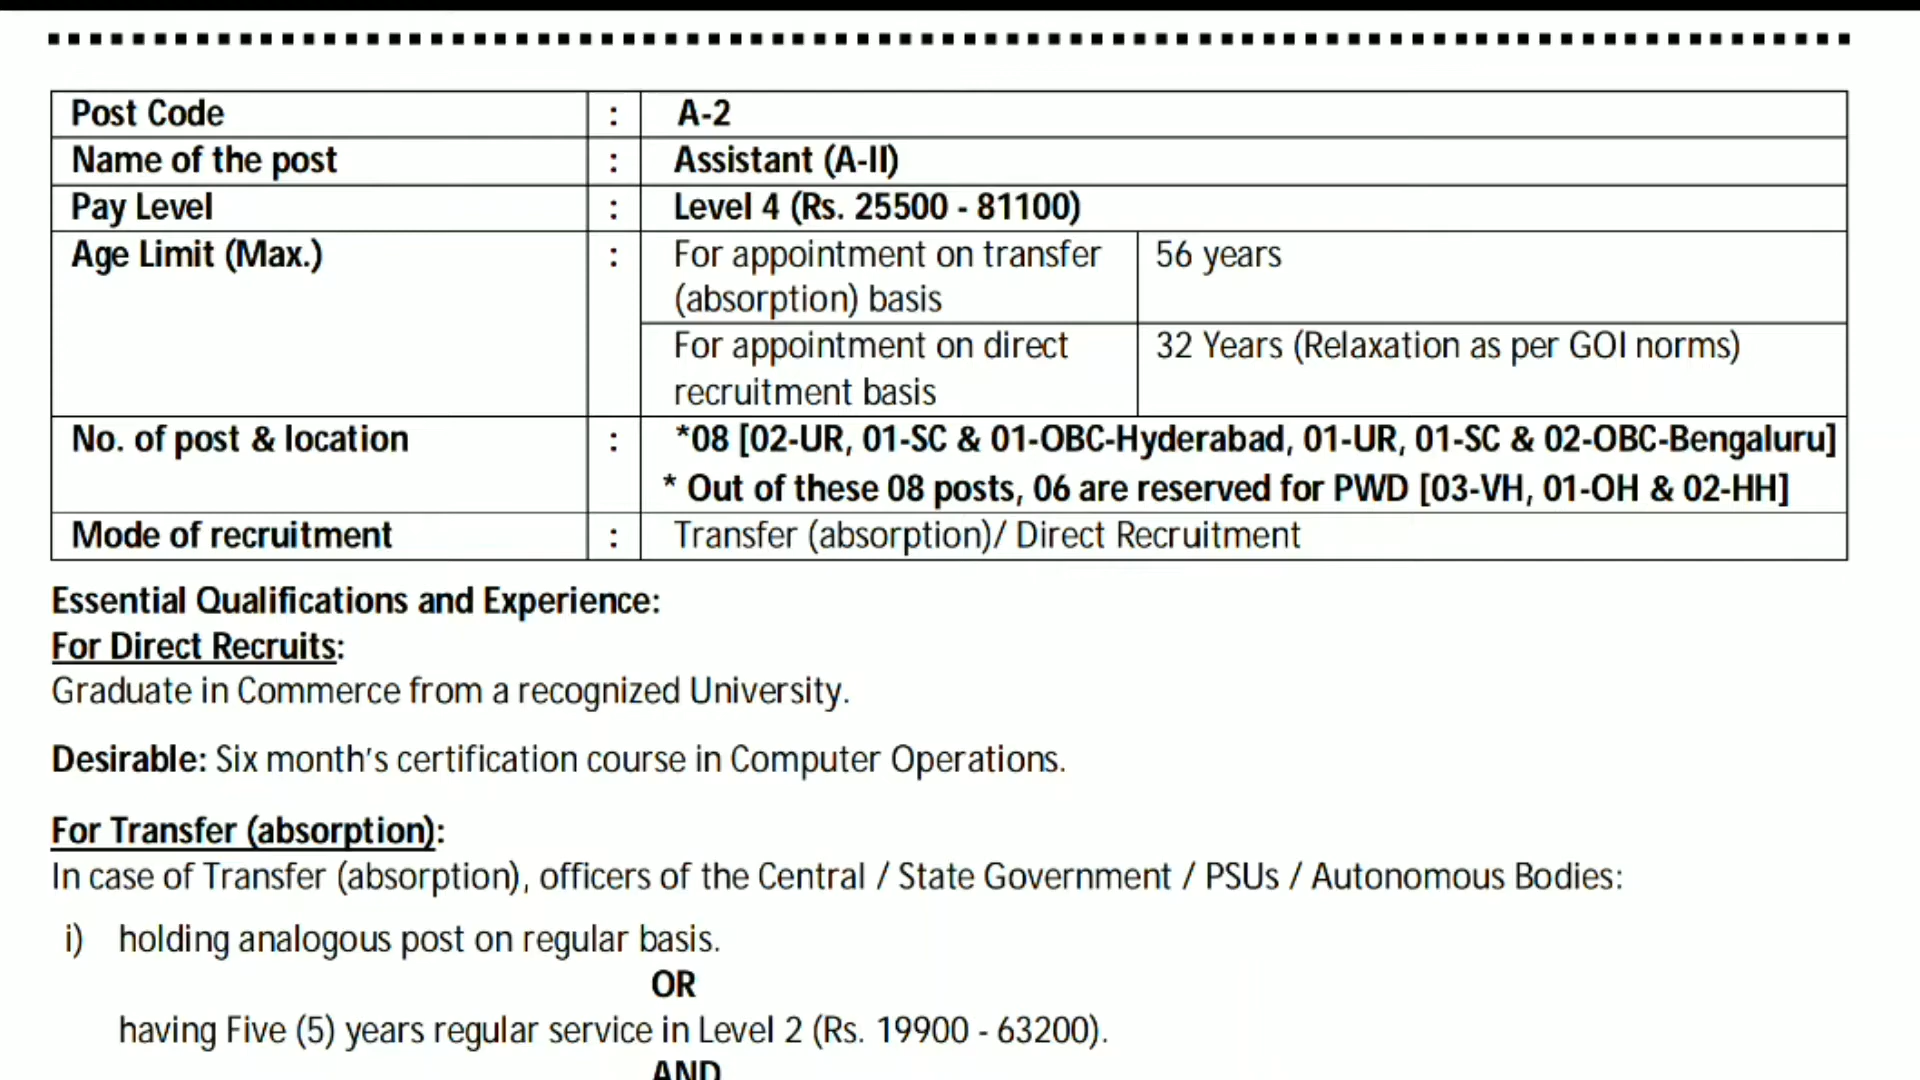 Post Code : A-2
Name of the post : Assistant (A-II)
Pay Level : Level 4 (Rs. 25500 - 81100)
Age Limit (Max.) : For appointment on transfer 56 years
(absorption) basis
For appointment on direct 32 Years (Relaxation as per GOI norms)
recruitment basis
No. of post & location : *08 [02-UR, 01-SC & 01-OBC-Hyderabad, 01-UR, 01-SC & 02-OBC-Bengaluru]
* Out of these 08 posts, 06 are reserved for PWD [03-VH, 01-OH & 02-HH]
Mode of recruitment : Transfer (absorption)/ Direct Recruitment
Essential Qualifications and Experience:
For Direct Recruits:
Graduate in Commerce from a recognized University.
Desirable: Six month's certification course in Computer Operations.
For Transfer (absorption):
In case of Transfer (absorption), officers of the Central / State Government / PSUs / Autonomous Bodies:
i) holding analogous post on regular basis.
OR
having Five (5) years regular service in Level 2 (Rs. 19900 - 63200).
AND